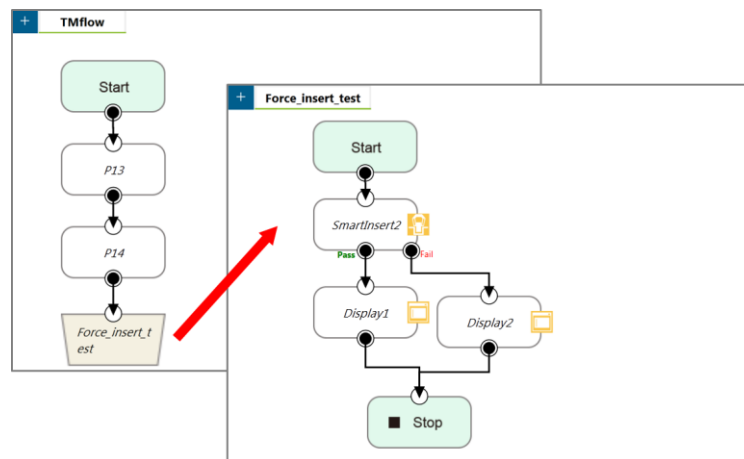 + TMflow
Start
P13
P14
Force_insert_t
est
+ Force_insert_test
Start
SmartInsert2
Pass
Fail
Display1
Display2
Stop